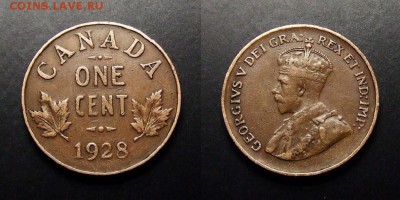 COINS.LAVE.RU
CANADA
ONE
CENT
1928
GEORGIVS V DEI GRA: REX ET IND: IMP: